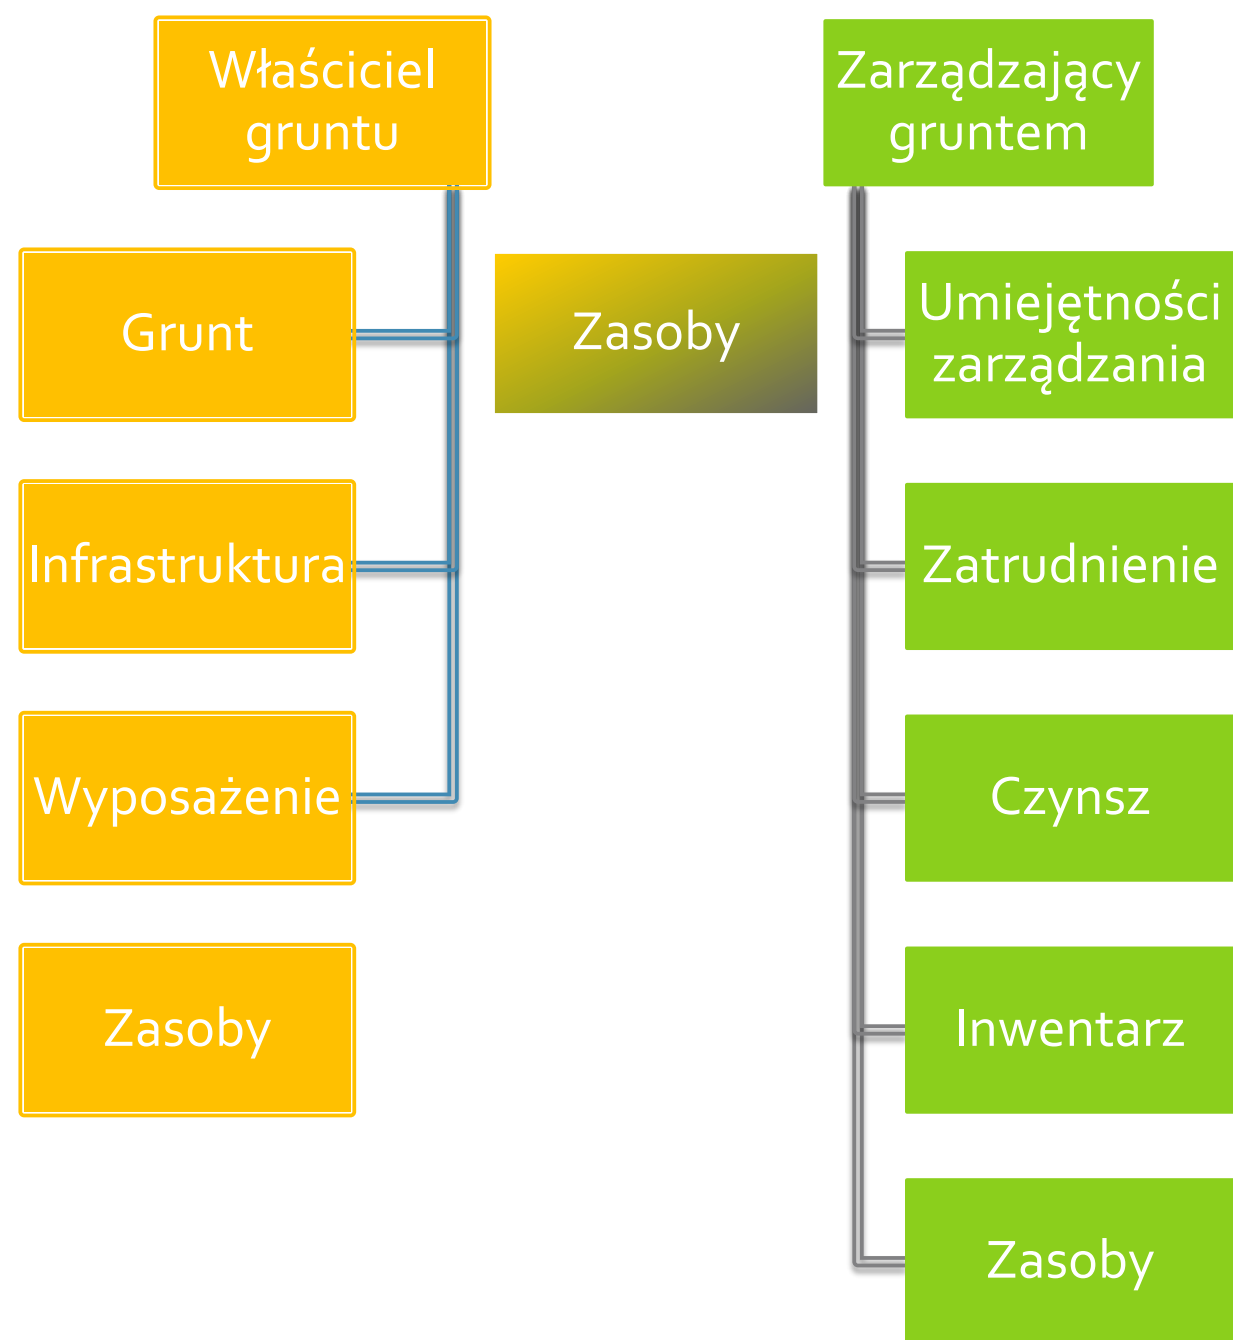 Właściciel
gruntu
Grunt
Infrastruktura
Wyposażenie
Zasoby
Zasoby
Zarządzający
gruntem
Umiejętności
zarządzania
Zatrudnienie
Czynsz
Inwentarz
Zasoby